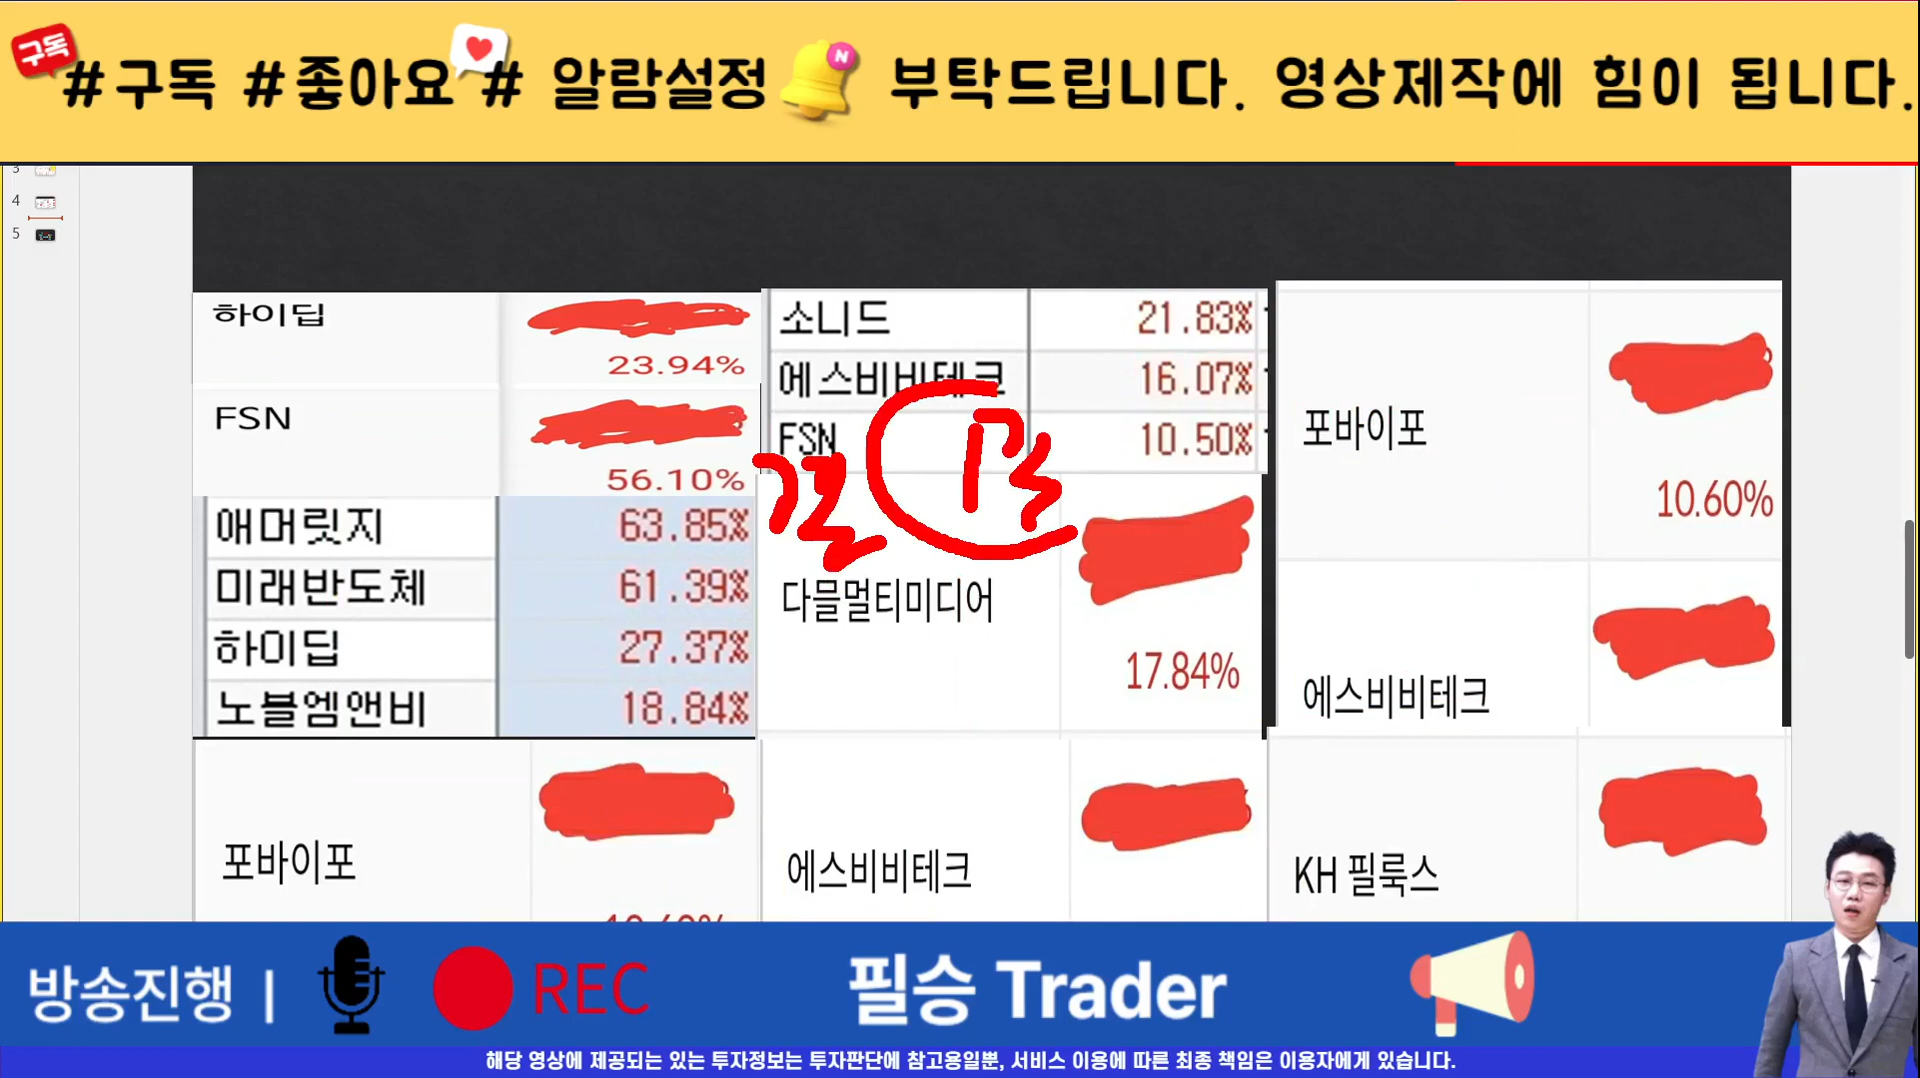 구독
#구독 #좋아요 # 알람설정 N 부탁드립니다. 영상제작에 힘이 됩니다.
3
4
5
하이딥
23.94%
FSN
56.10%
애머릿지 63.85%
미래반도체 61.39%
하이딥 27.37%
노블엠앤비 18.84%
소니드 21.83%
에스비비테크 16.07%
FSN 10.50%
다믈멀티미디어
17.84%
포바이포
10.60%
에스비비테크
포바이포
에스비비테크
KH 필룩스
방송진행 | REC 필승 Trader
해당 영상에 제공되는 있는 투자정보는 투자판단에 참고용일뿐, 서비스 이용에 따른 최종 책임은 이용자에게 있습니다.